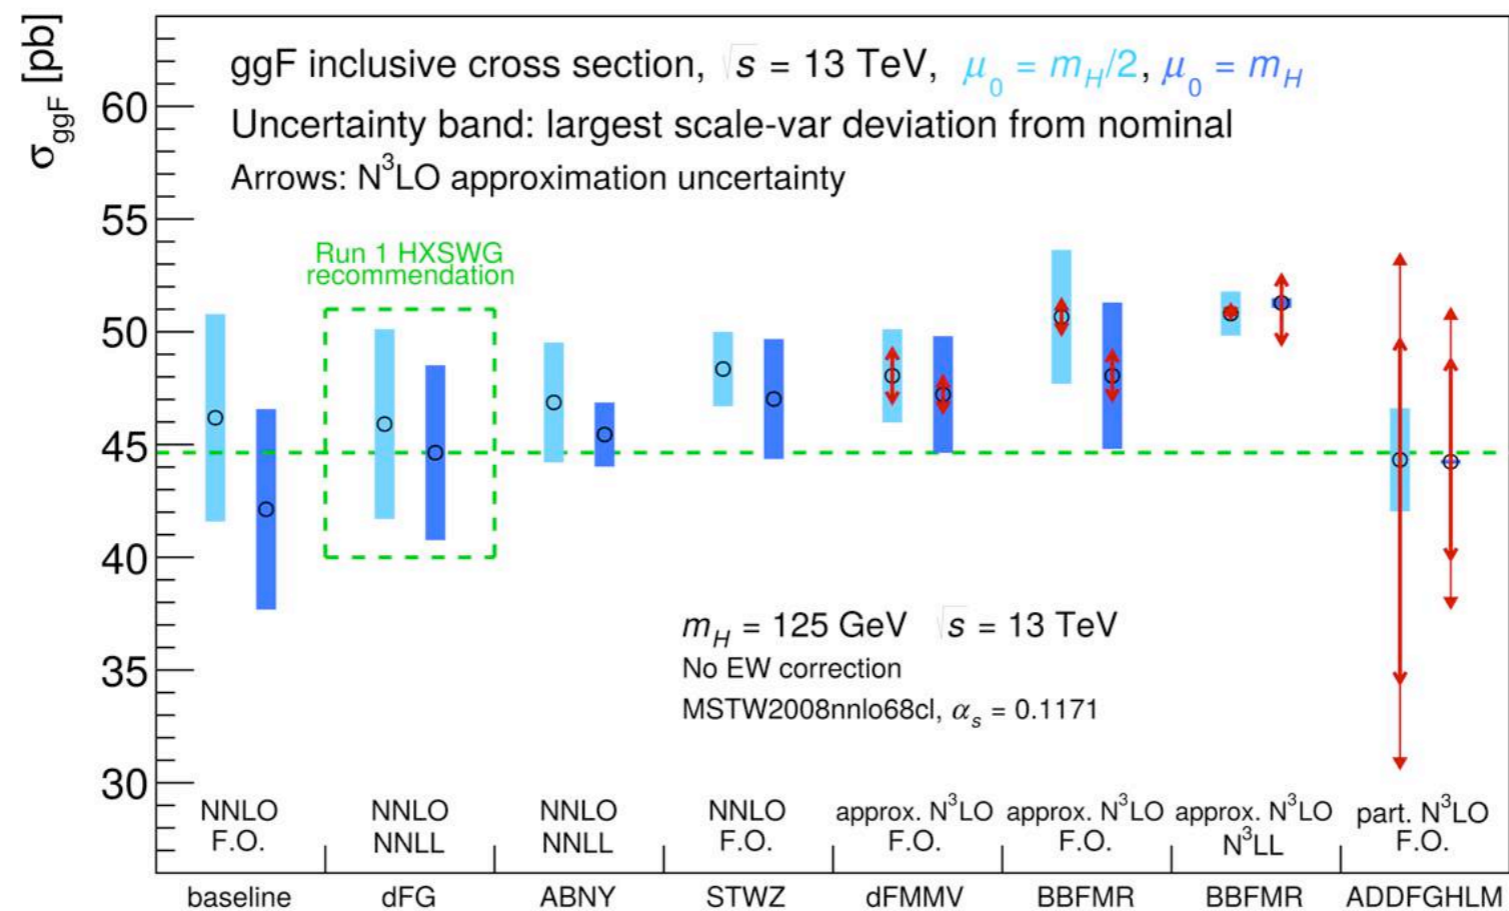 σggF [pb]
ggF inclusive cross section, √s = 13 TeV, μ0 = mH/2, μ0 = mH
Uncertainty band: largest scale-var deviation from nominal
Arrows: N³LO approximation uncertainty
60
55
50
45
40
35
30
Run 1 HXSWG
recommendation
mH = 125 GeV √s = 13 TeV
No EW correction
MSTW2008nnlo68cl, αs = 0.1171
NNLO NNLO NNLO NNLO approx. N³LO approx. N³LO approx. N³LO part. N³LO
F.O. NNLL NNLL F.O. F.O. F.O. N³LL F.O.
baseline dFG ABNY STWZ dFMMV BBFMR BBFMR ADDFGHLM